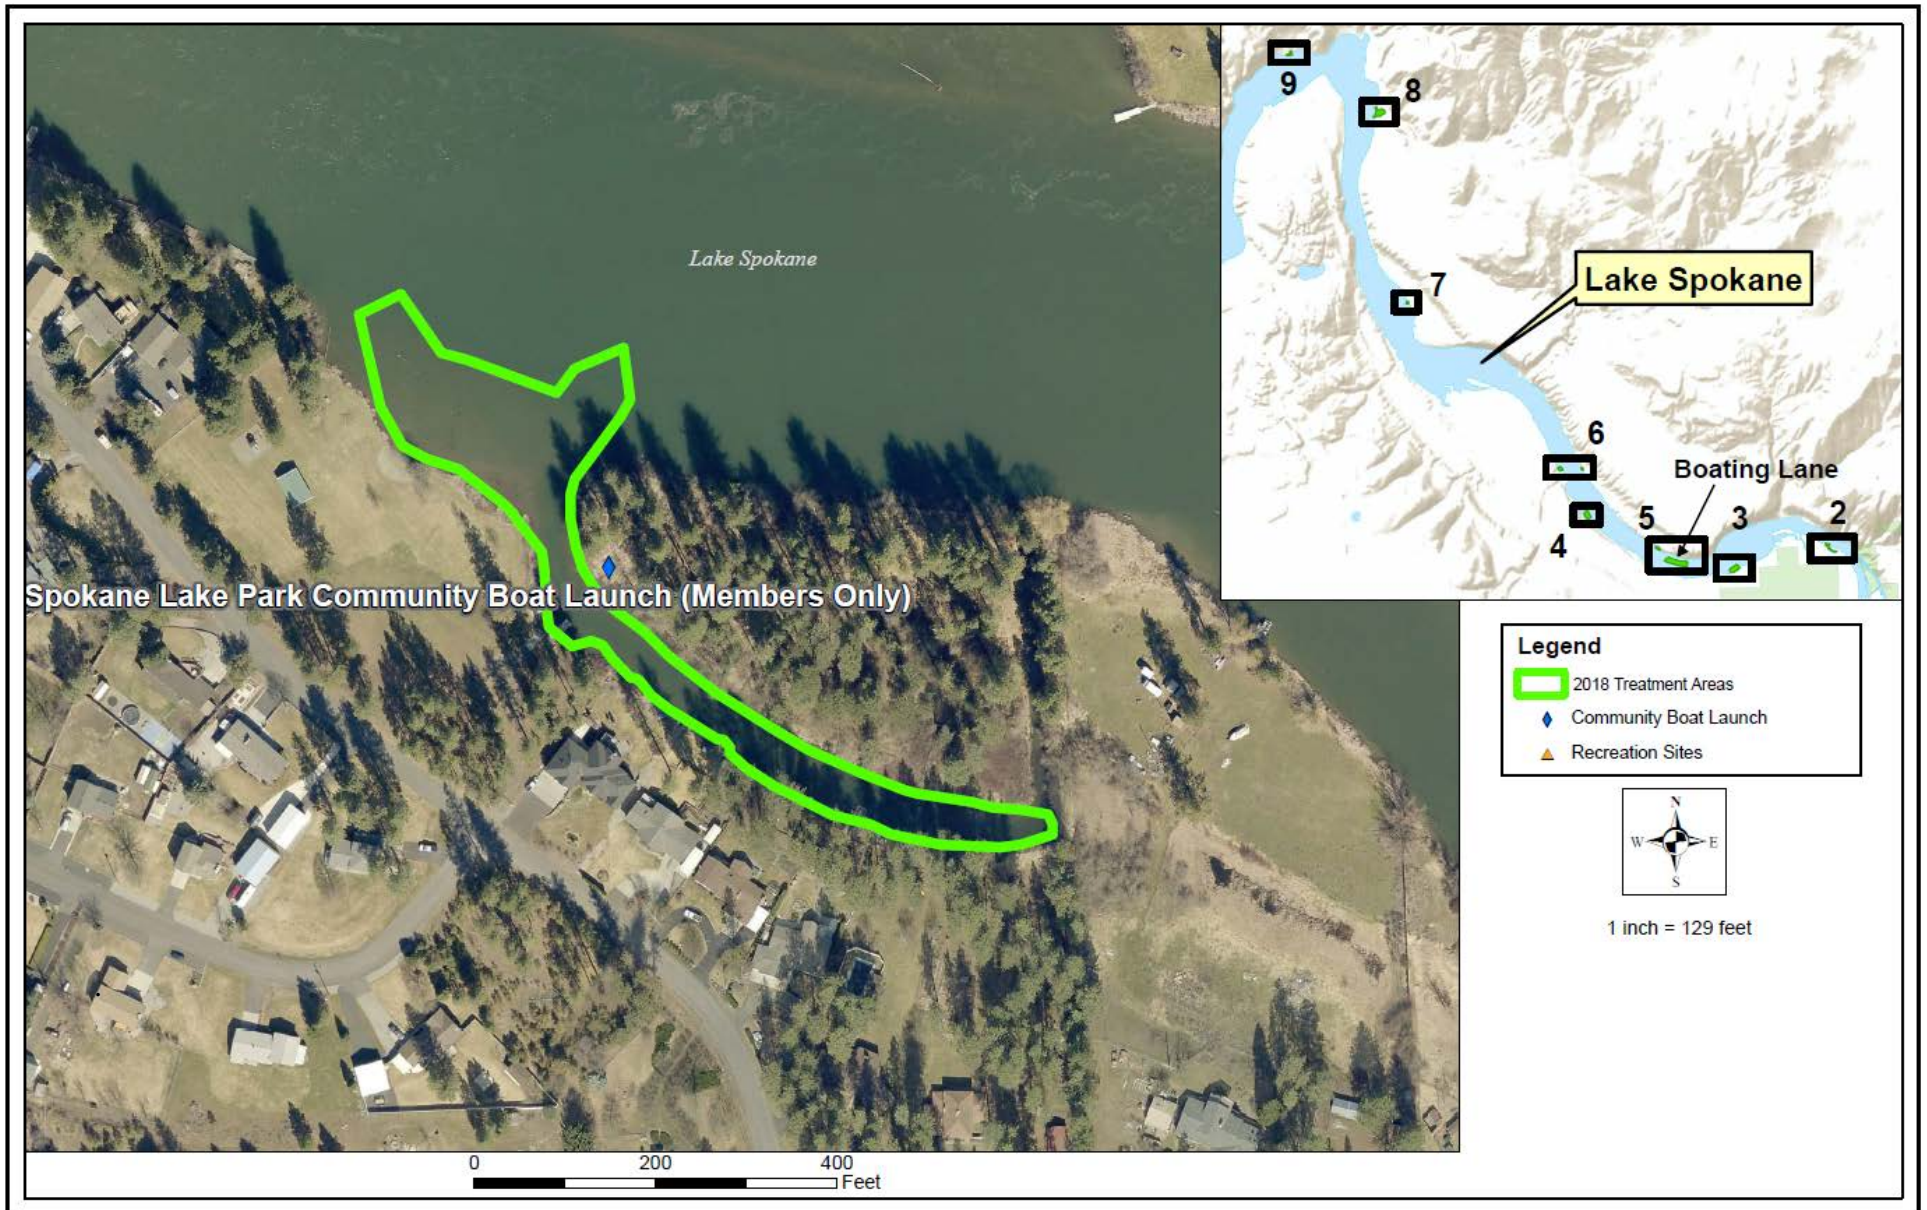 Lake Spokane
Spokane Lake Park Community Boat Launch (Members Only)
9
8
7
Lake Spokane
6
Boating Lane
5
3
2
4
Legend
2018 Treatment Areas
Community Boat Launch
Recreation Sites
N
W E
S
1 inch = 129 feet
0 200 400
Feet